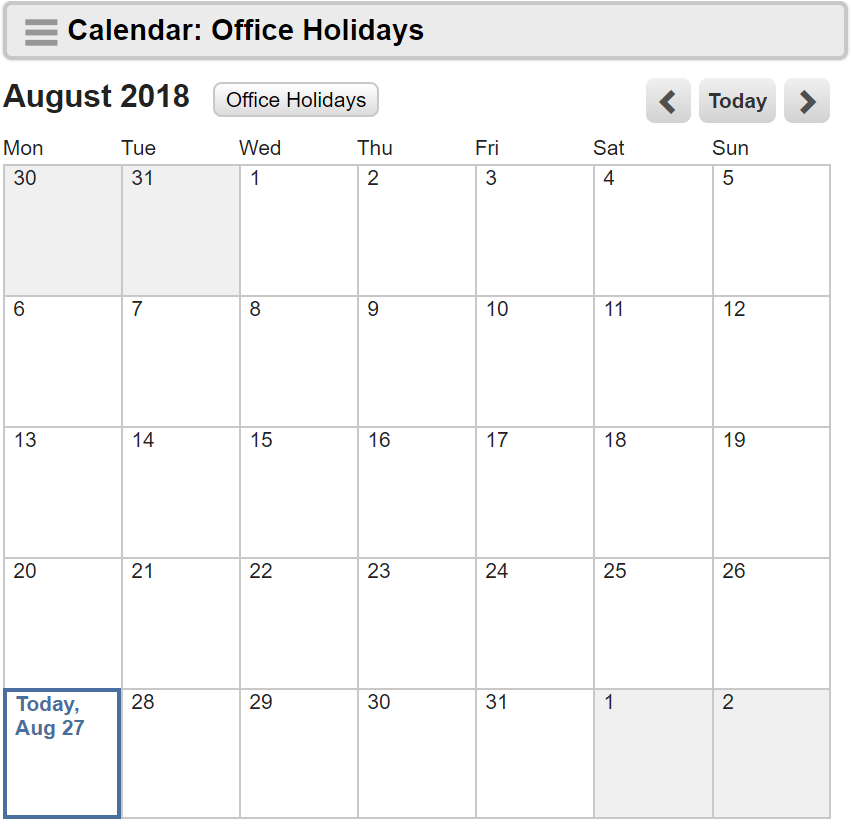 Calendar: Office Holidays
August 2018 Office Holidays Today
Mon Tue Wed Thu Fri Sat Sun
30 31 1 2 3 4 5
6 7 8 9 10 11 12
13 14 15 16 17 18 19
20 21 22 23 24 25 26
Today,
Aug 27 28 29 30 31 1 2